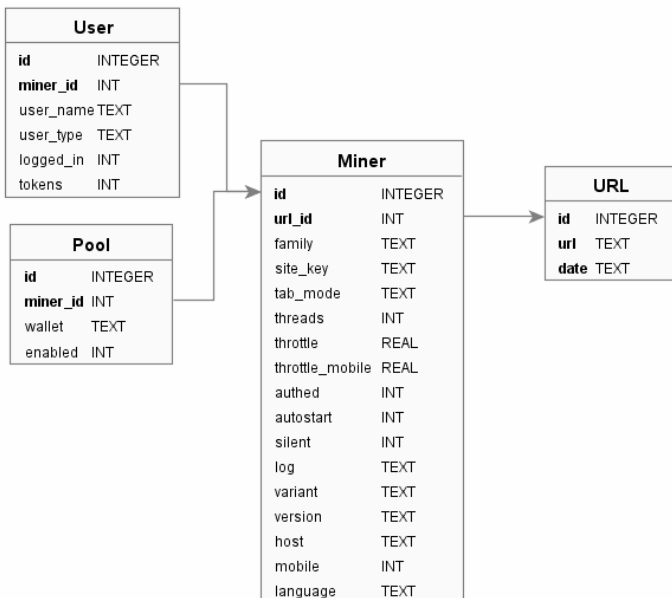 User
id INTEGER
miner_id INT
user_name TEXT
user_type TEXT
logged_in INT
tokens INT
Pool
id INTEGER
miner_id INT
wallet TEXT
enabled INT
Miner
id INTEGER
url_id INT
family TEXT
site_key TEXT
tab_mode TEXT
threads INT
throttle REAL
throttle_mobile REAL
authed INT
autostart INT
silent INT
log TEXT
variant TEXT
version TEXT
host TEXT
mobile INT
language TEXT
URL
id INTEGER
url TEXT
date TEXT